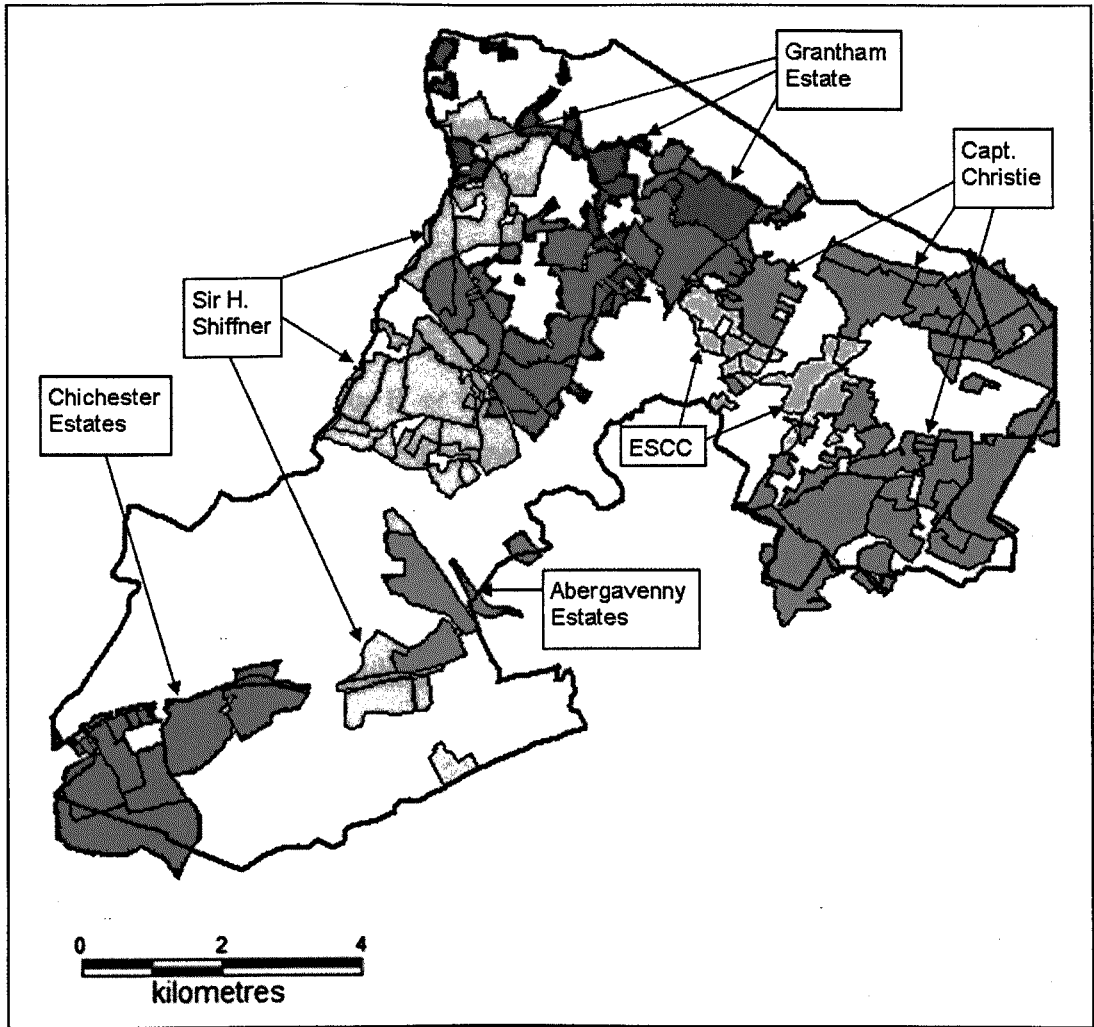 Grantham
Estate
Capt.
Christie
Sir H.
Shiffner
Chichester
Estates
ESCC
Abergavenny
Estates
0 2 4
kilometres